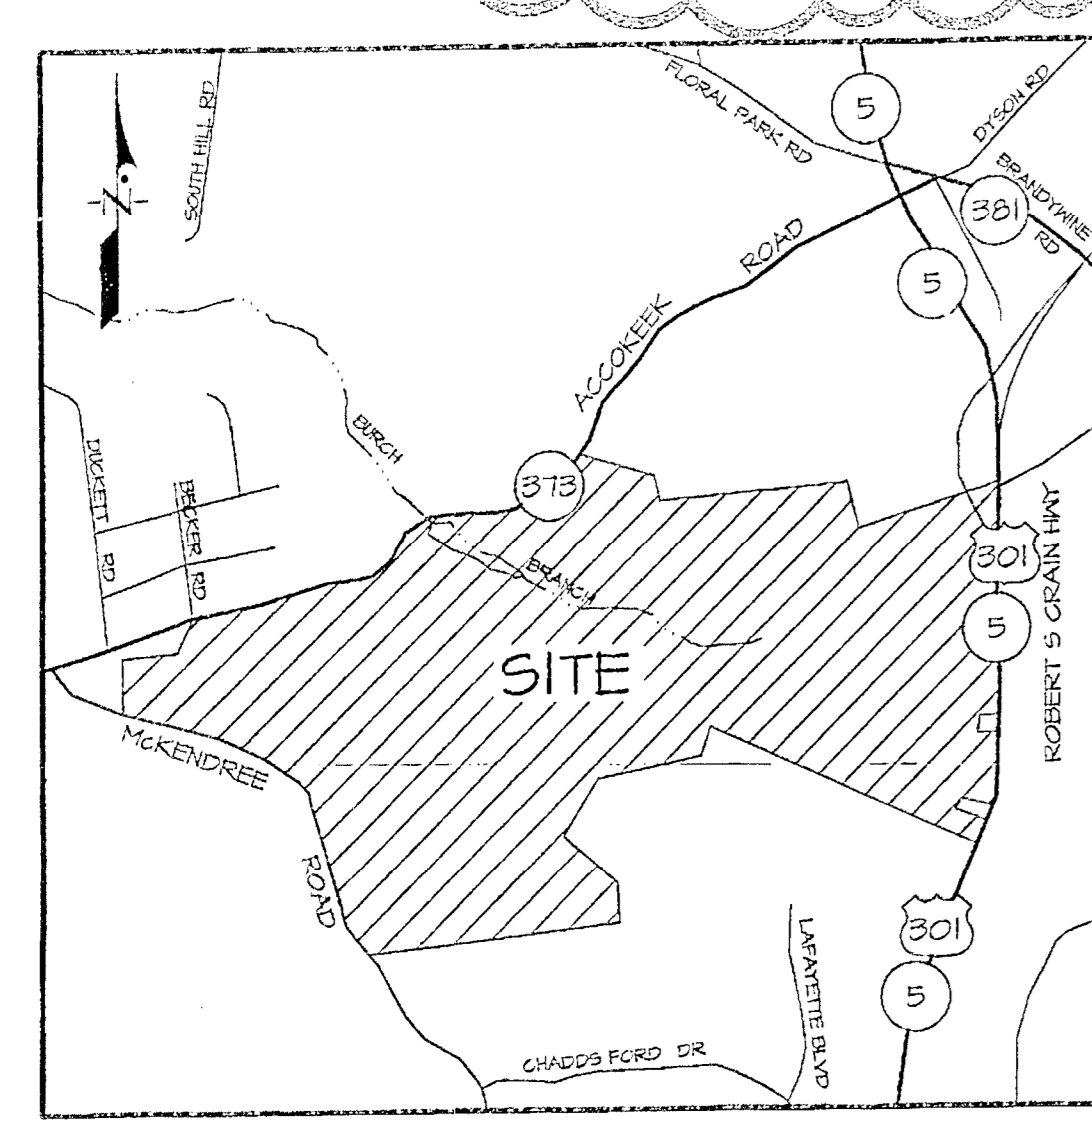 5
FLORAL PARK RD
DYSON RD
SOUTH HILL RD
N
BRANDYWINE
RD
381
ROAD
5
ACCOKEEK
BURCH
373
DUCKETT RD
BECKER RD
301
BRANCH
5
ROBERT S CRAIN HWY
SITE
McKENDREE
ROAD
301
LAFAYETTE BLVD
5
CHADDS FORD DR